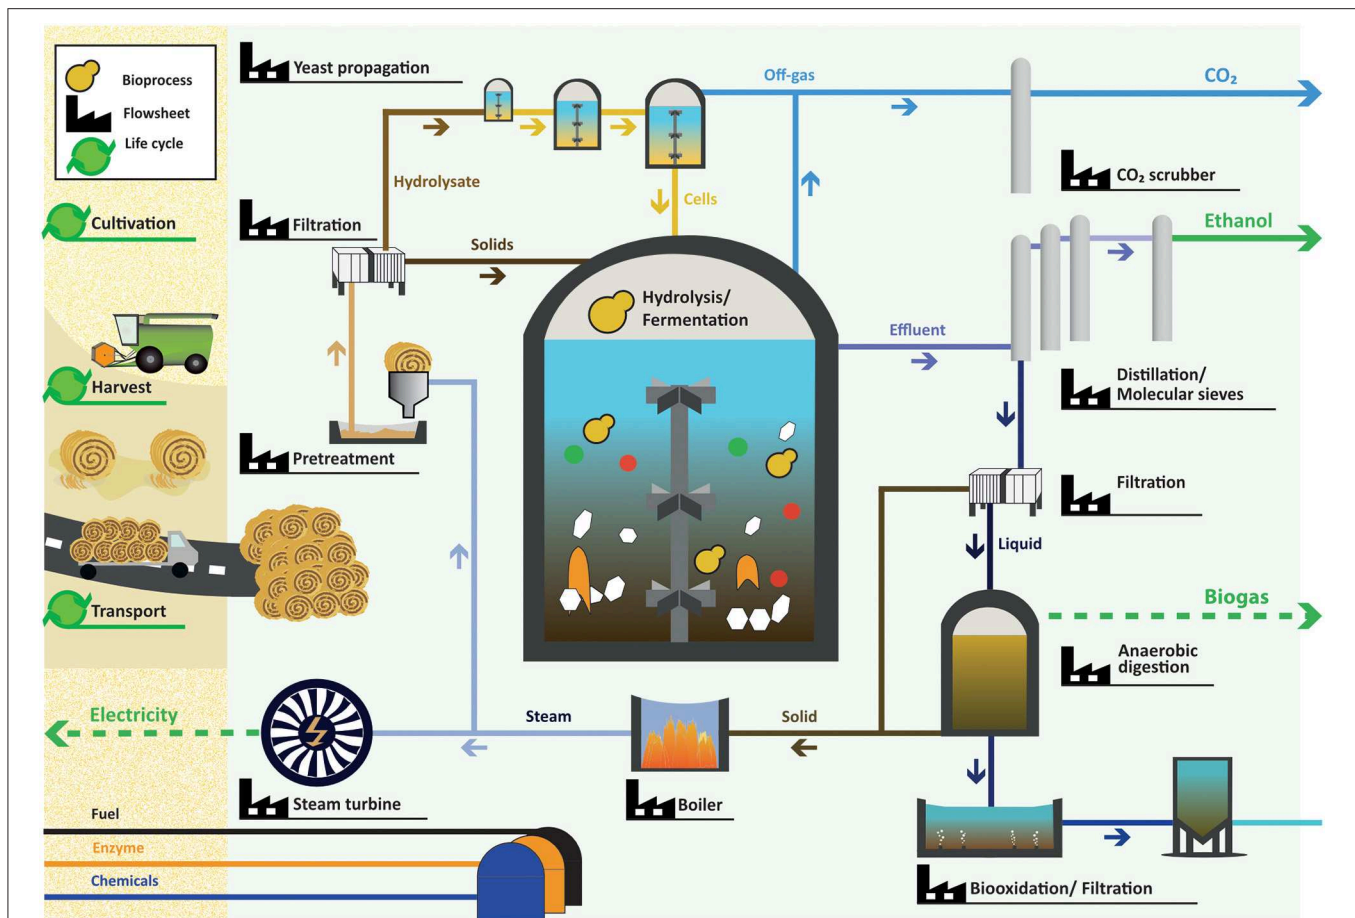 Bioprocess
Flowsheet
Life cycle
Yeast propagation
Off-gas
CO₂
Hydrolysate
Cells
CO₂ scrubber
Cultivation
Filtration
Solids
Ethanol
Hydrolysis/
Fermentation
Effluent
Harvest
Distillation/
Molecular sieves
Pretreatment
Filtration
Liquid
Transport
Biogas
Anaerobic
digestion
Electricity
Steam
Solid
Steam turbine
Boiler
Fuel
Enzyme
Chemicals
Biooxidation/ Filtration